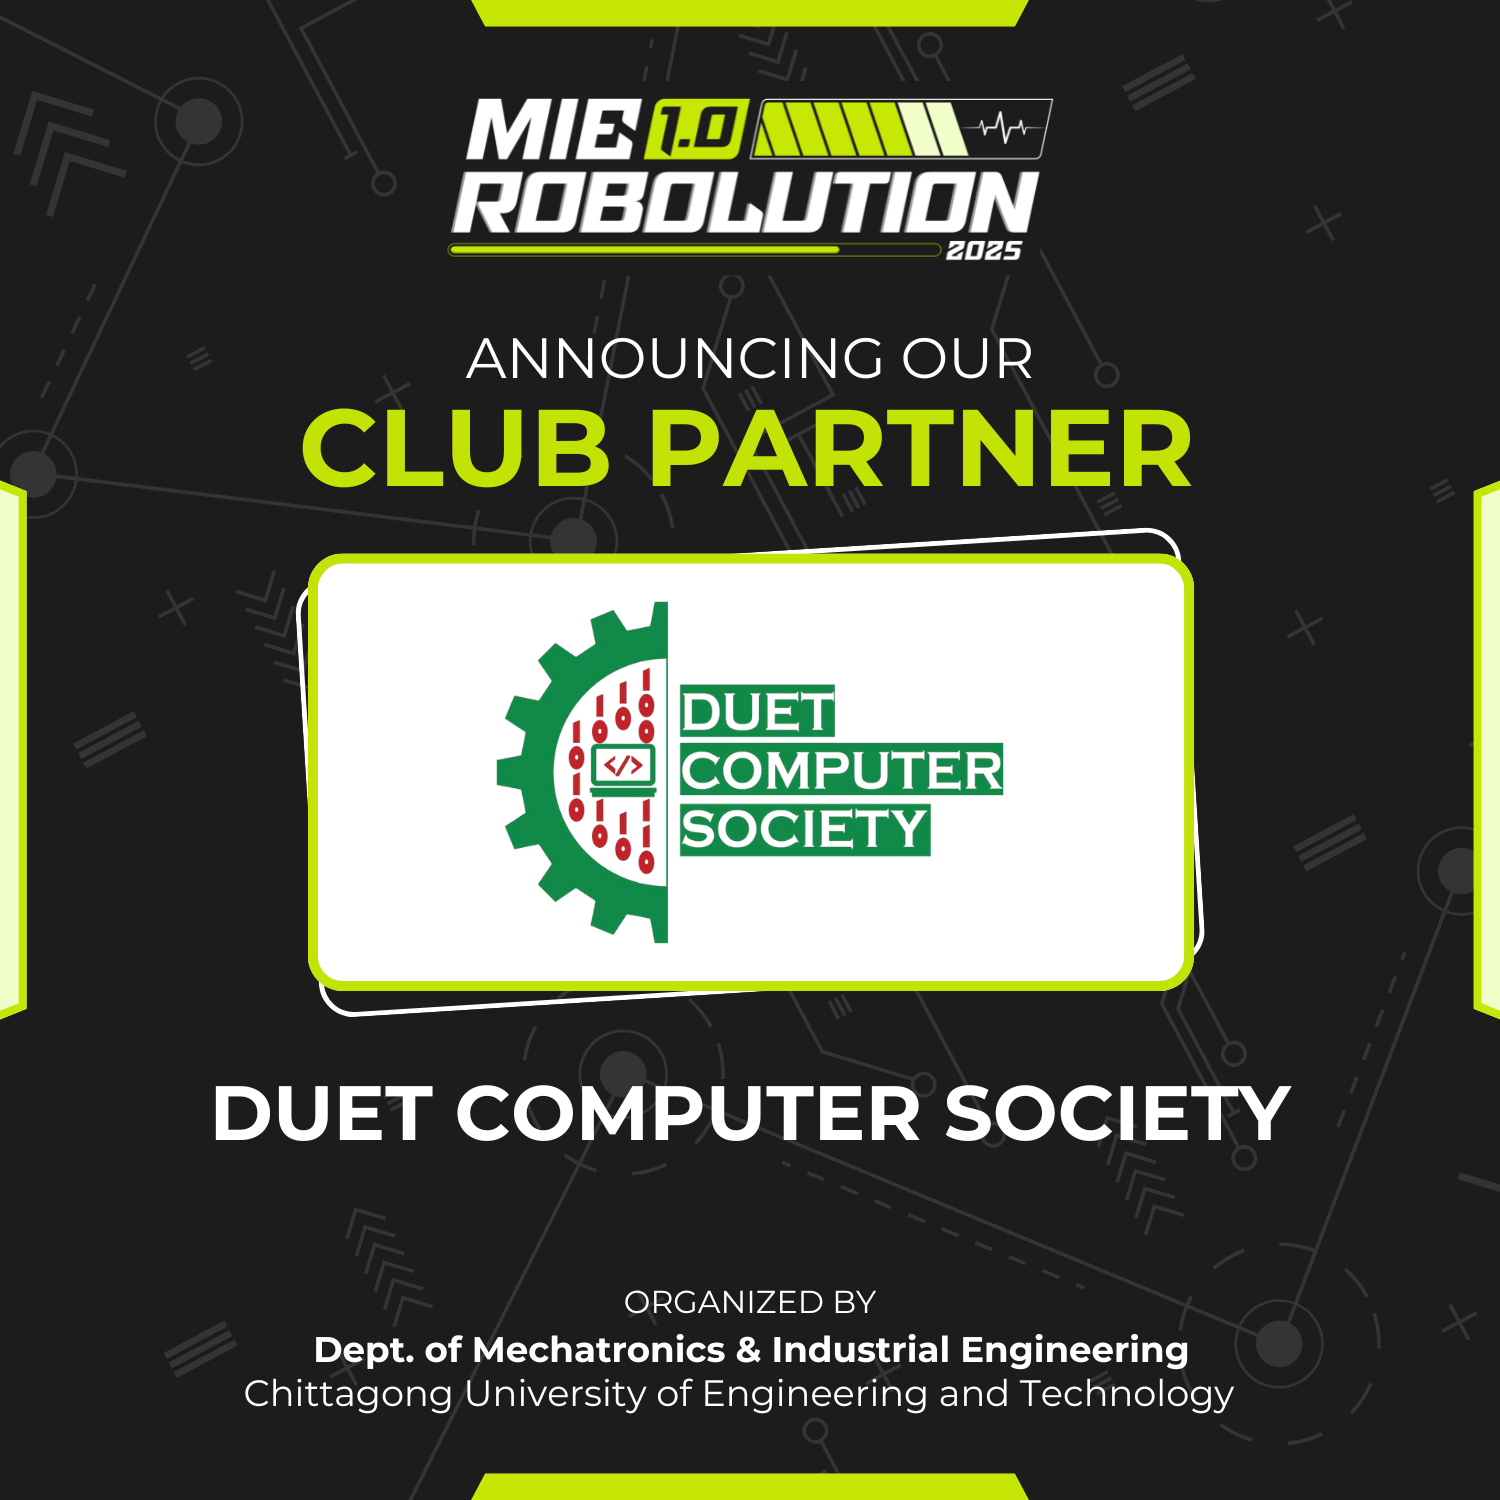 MIE 1.0
ROBOLUTION
2025
ANNOUNCING OUR
CLUB PARTNER
</>
DUET
COMPUTER
SOCIETY
DUET COMPUTER SOCIETY
ORGANIZED BY
Dept. of Mechatronics & Industrial Engineering
Chittagong University of Engineering and Technology